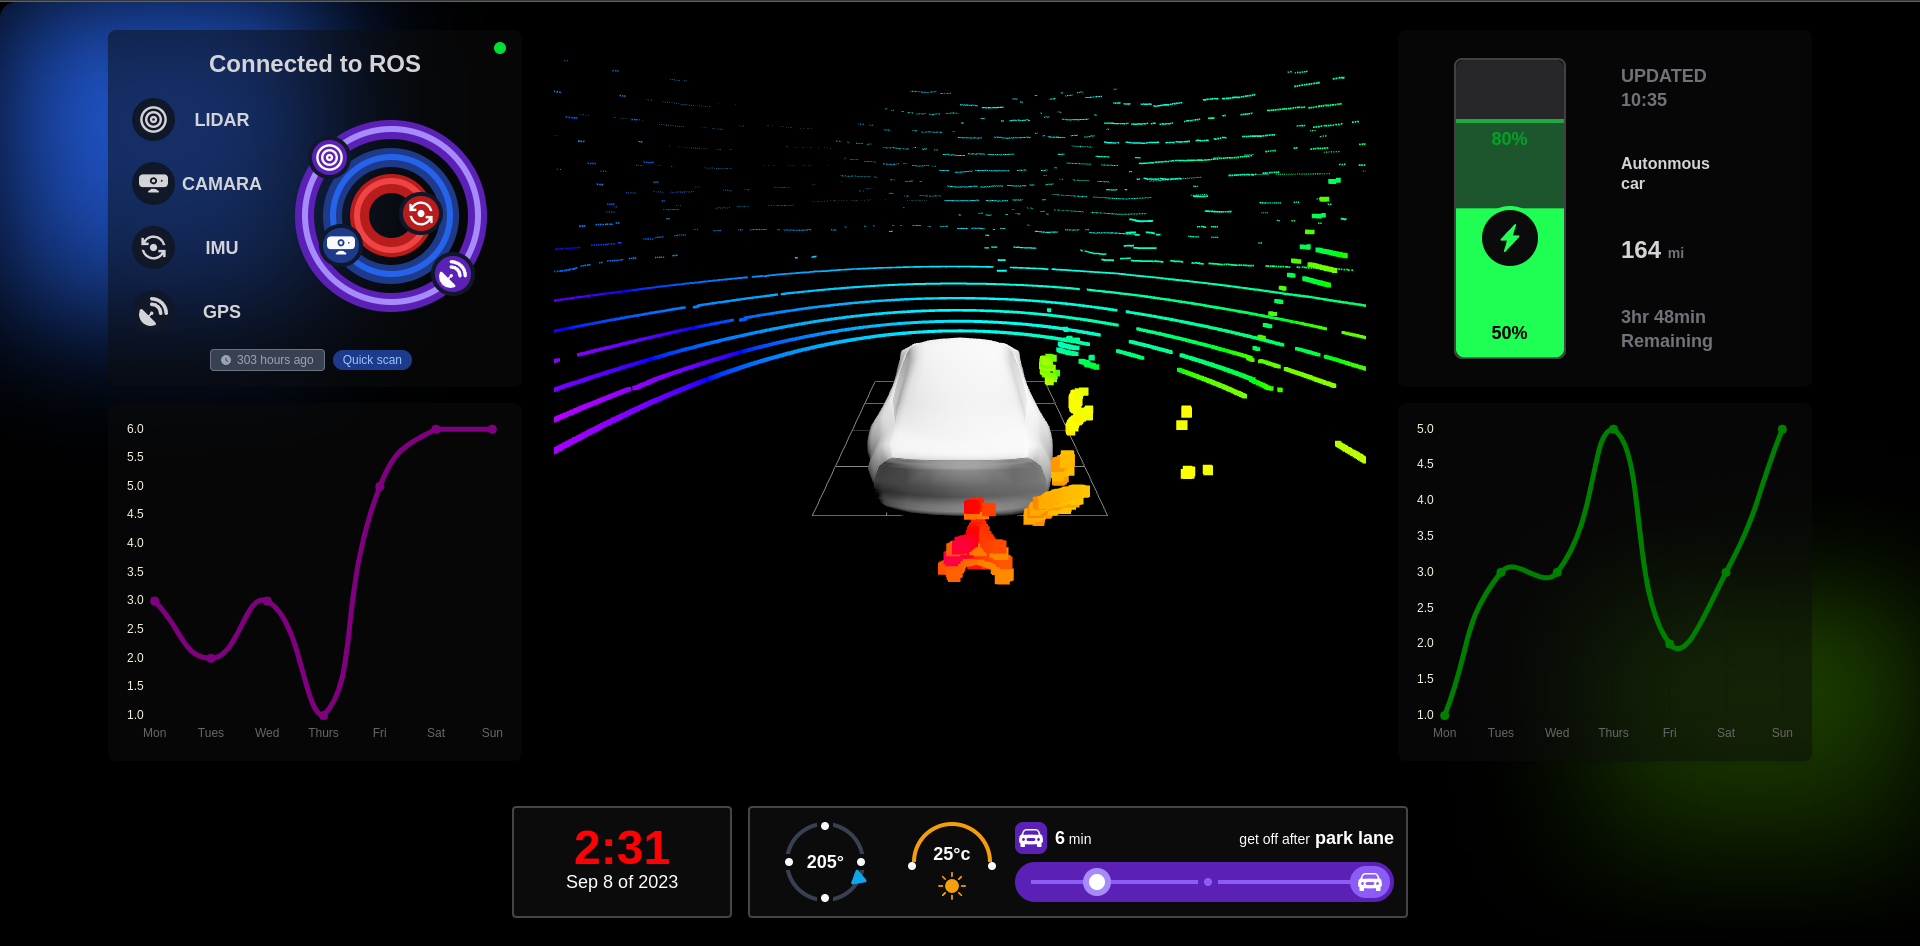 Connected to ROS
LIDAR
CAMARA
IMU
GPS
303 hours ago
Quick scan
80%
50%
UPDATED
10:35
Autonmous
car
164 mi
3hr 48min
Remaining
6.0
5.5
5.0
4.5
4.0
3.5
3.0
2.5
2.0
1.5
1.0
Mon Tues Wed Thurs Fri Sat Sun
5.0
4.5
4.0
3.5
3.0
2.5
2.0
1.5
1.0
Mon Tues Wed Thurs Fri Sat Sun
2:31
Sep 8 of 2023
205°
25°c
6 min
get off after park lane